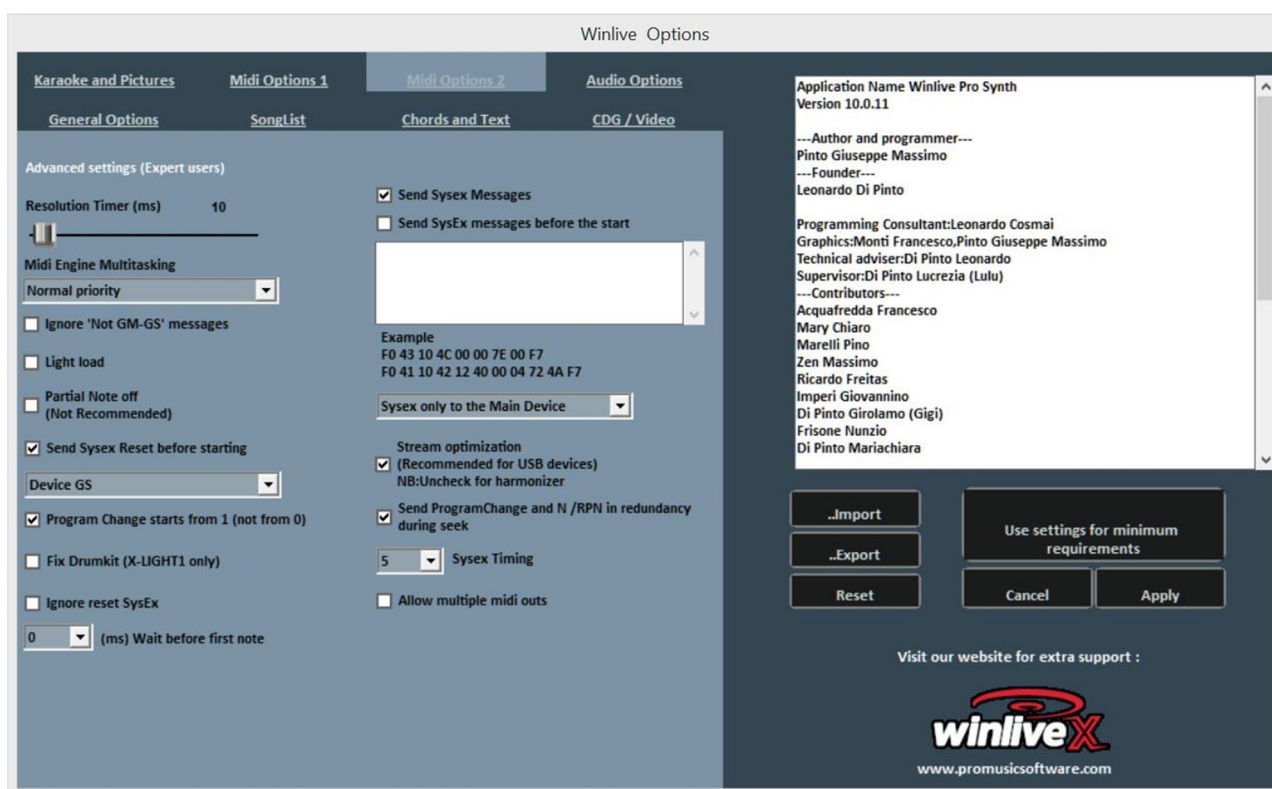 Winlive Options
Karaoke and Pictures
Midi Options 1
Midi Options 2
Audio Options
General Options
SongList
Chords and Text
CDG / Video
Advanced settings (Expert users)
Resolution Timer (ms) 10
Midi Engine Multitasking
Normal priority
Ignore 'Not GM-GS' messages
Light load
Partial Note off
(Not Recommended)
Send Sysex Reset before starting
Device GS
Program Change starts from 1 (not from 0)
Fix Drumkit (X-LIGHT1 only)
Ignore reset SysEx
0 (ms) Wait before first note
Send Sysex Messages
Send SysEx messages before the start
Example
F0 43 10 4C 00 00 7E 00 F7
F0 41 10 42 12 40 00 04 72 4A F7
Sysex only to the Main Device
Stream optimization
(Recommended for USB devices)
NB:Uncheck for harmonizer
Send ProgramChange and N /RPN in redundancy
during seek
5 Sysex Timing
Allow multiple midi outs
Application Name Winlive Pro Synth
Version 10.0.11
---Author and programmer---
Pinto Giuseppe Massimo
---Founder---
Leonardo Di Pinto
Programming Consultant:Leonardo Cosmai
Graphics:Monti Francesco,Pinto Giuseppe Massimo
Technical adviser:Di Pinto Leonardo
Supervisor:Di Pinto Lucrezia (Lulu)
---Contributors---
Acquafredda Francesco
Mary Chiaro
Marelli Pino
Zen Massimo
Ricardo Freitas
Imperi Giovannino
Di Pinto Girolamo (Gigi)
Frisone Nunzio
Di Pinto Mariachiara
..Import
..Export
Reset
Use settings for minimum
requirements
Cancel
Apply
Visit our website for extra support :
winlive X
www.promusicsoftware.com